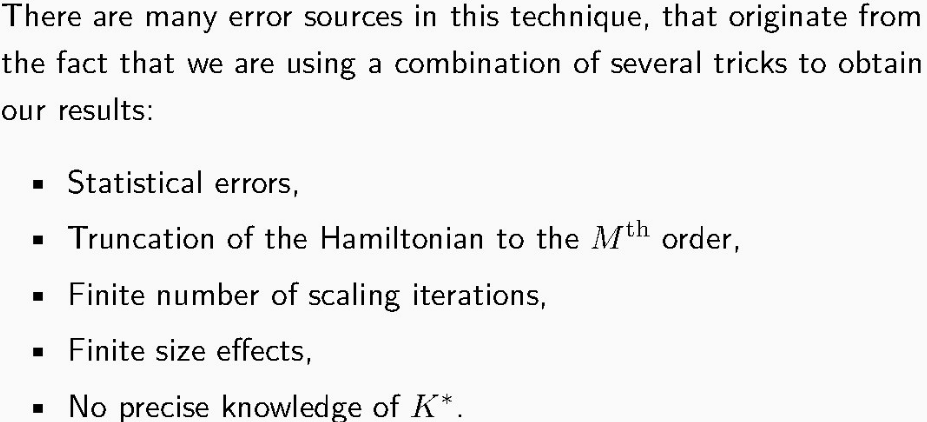 There are many error sources in this technique, that originate from
the fact that we are using a combination of several tricks to obtain
our results:
▪ Statistical errors,
▪ Truncation of the Hamiltonian to the Mᵗʰ order,
▪ Finite number of scaling iterations,
▪ Finite size effects,
▪ No precise knowledge of K*.